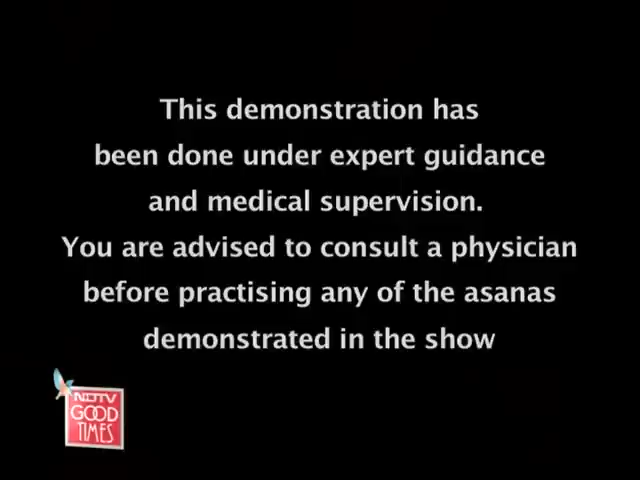 This demonstration has
been done under expert guidance
and medical supervision.
You are advised to consult a physician
before practising any of the asanas
demonstrated in the show
NDTV
GOOD
TIMES